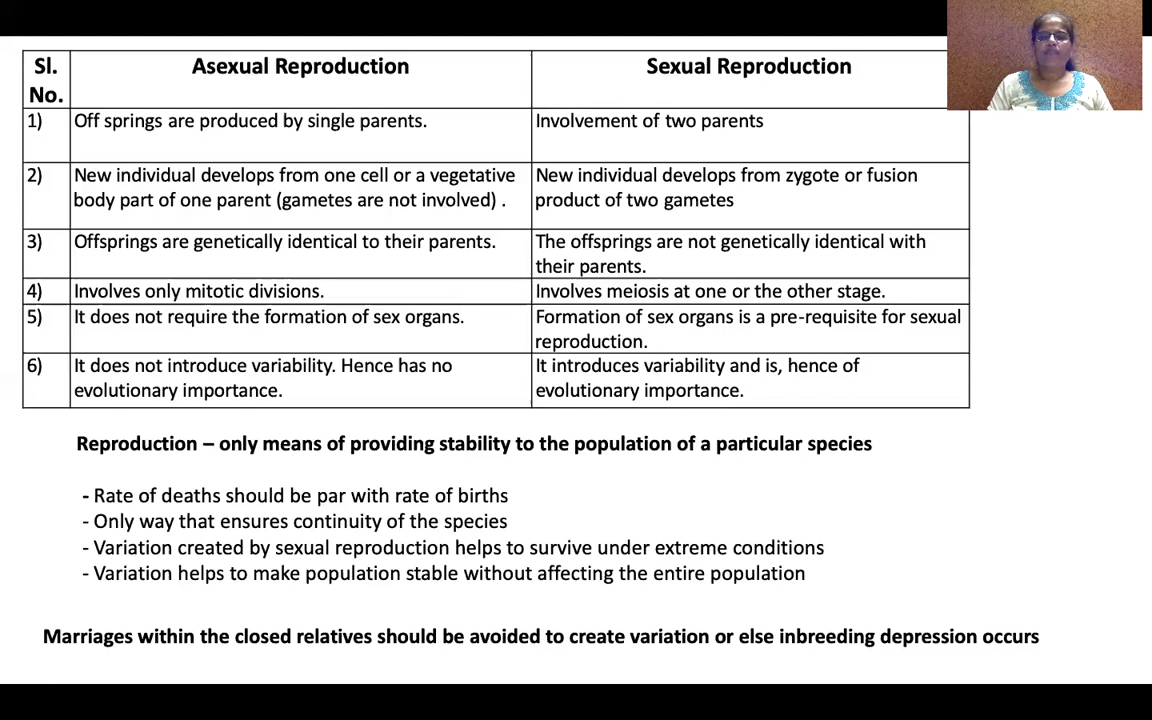 Sl. No.
Asexual Reproduction
Sexual Reproduction
1)
Off springs are produced by single parents.
Involvement of two parents
2)
New individual develops from one cell or a vegetative
body part of one parent (gametes are not involved) .
New individual develops from zygote or fusion
product of two gametes
3)
Offsprings are genetically identical to their parents.
The offsprings are not genetically identical with
their parents.
4)
Involves only mitotic divisions.
Involves meiosis at one or the other stage.
5)
It does not require the formation of sex organs.
Formation of sex organs is a pre-requisite for sexual
reproduction.
6)
It does not introduce variability. Hence has no
evolutionary importance.
It introduces variability and is, hence of
evolutionary importance.
Reproduction – only means of providing stability to the population of a particular species
- Rate of deaths should be par with rate of births
- Only way that ensures continuity of the species
- Variation created by sexual reproduction helps to survive under extreme conditions
- Variation helps to make population stable without affecting the entire population
Marriages within the closed relatives should be avoided to create variation or else inbreeding depression occurs